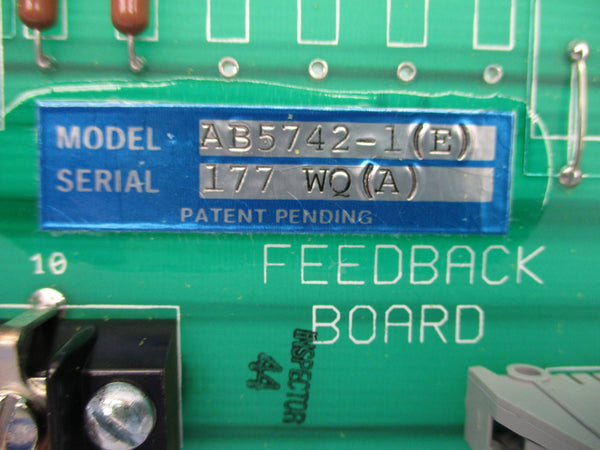 MODEL AB5742-1(E)
SERIAL 177 WQ(A)
PATENT PENDING
10
FEEDBACK
BOARD
INSPECTOR
44